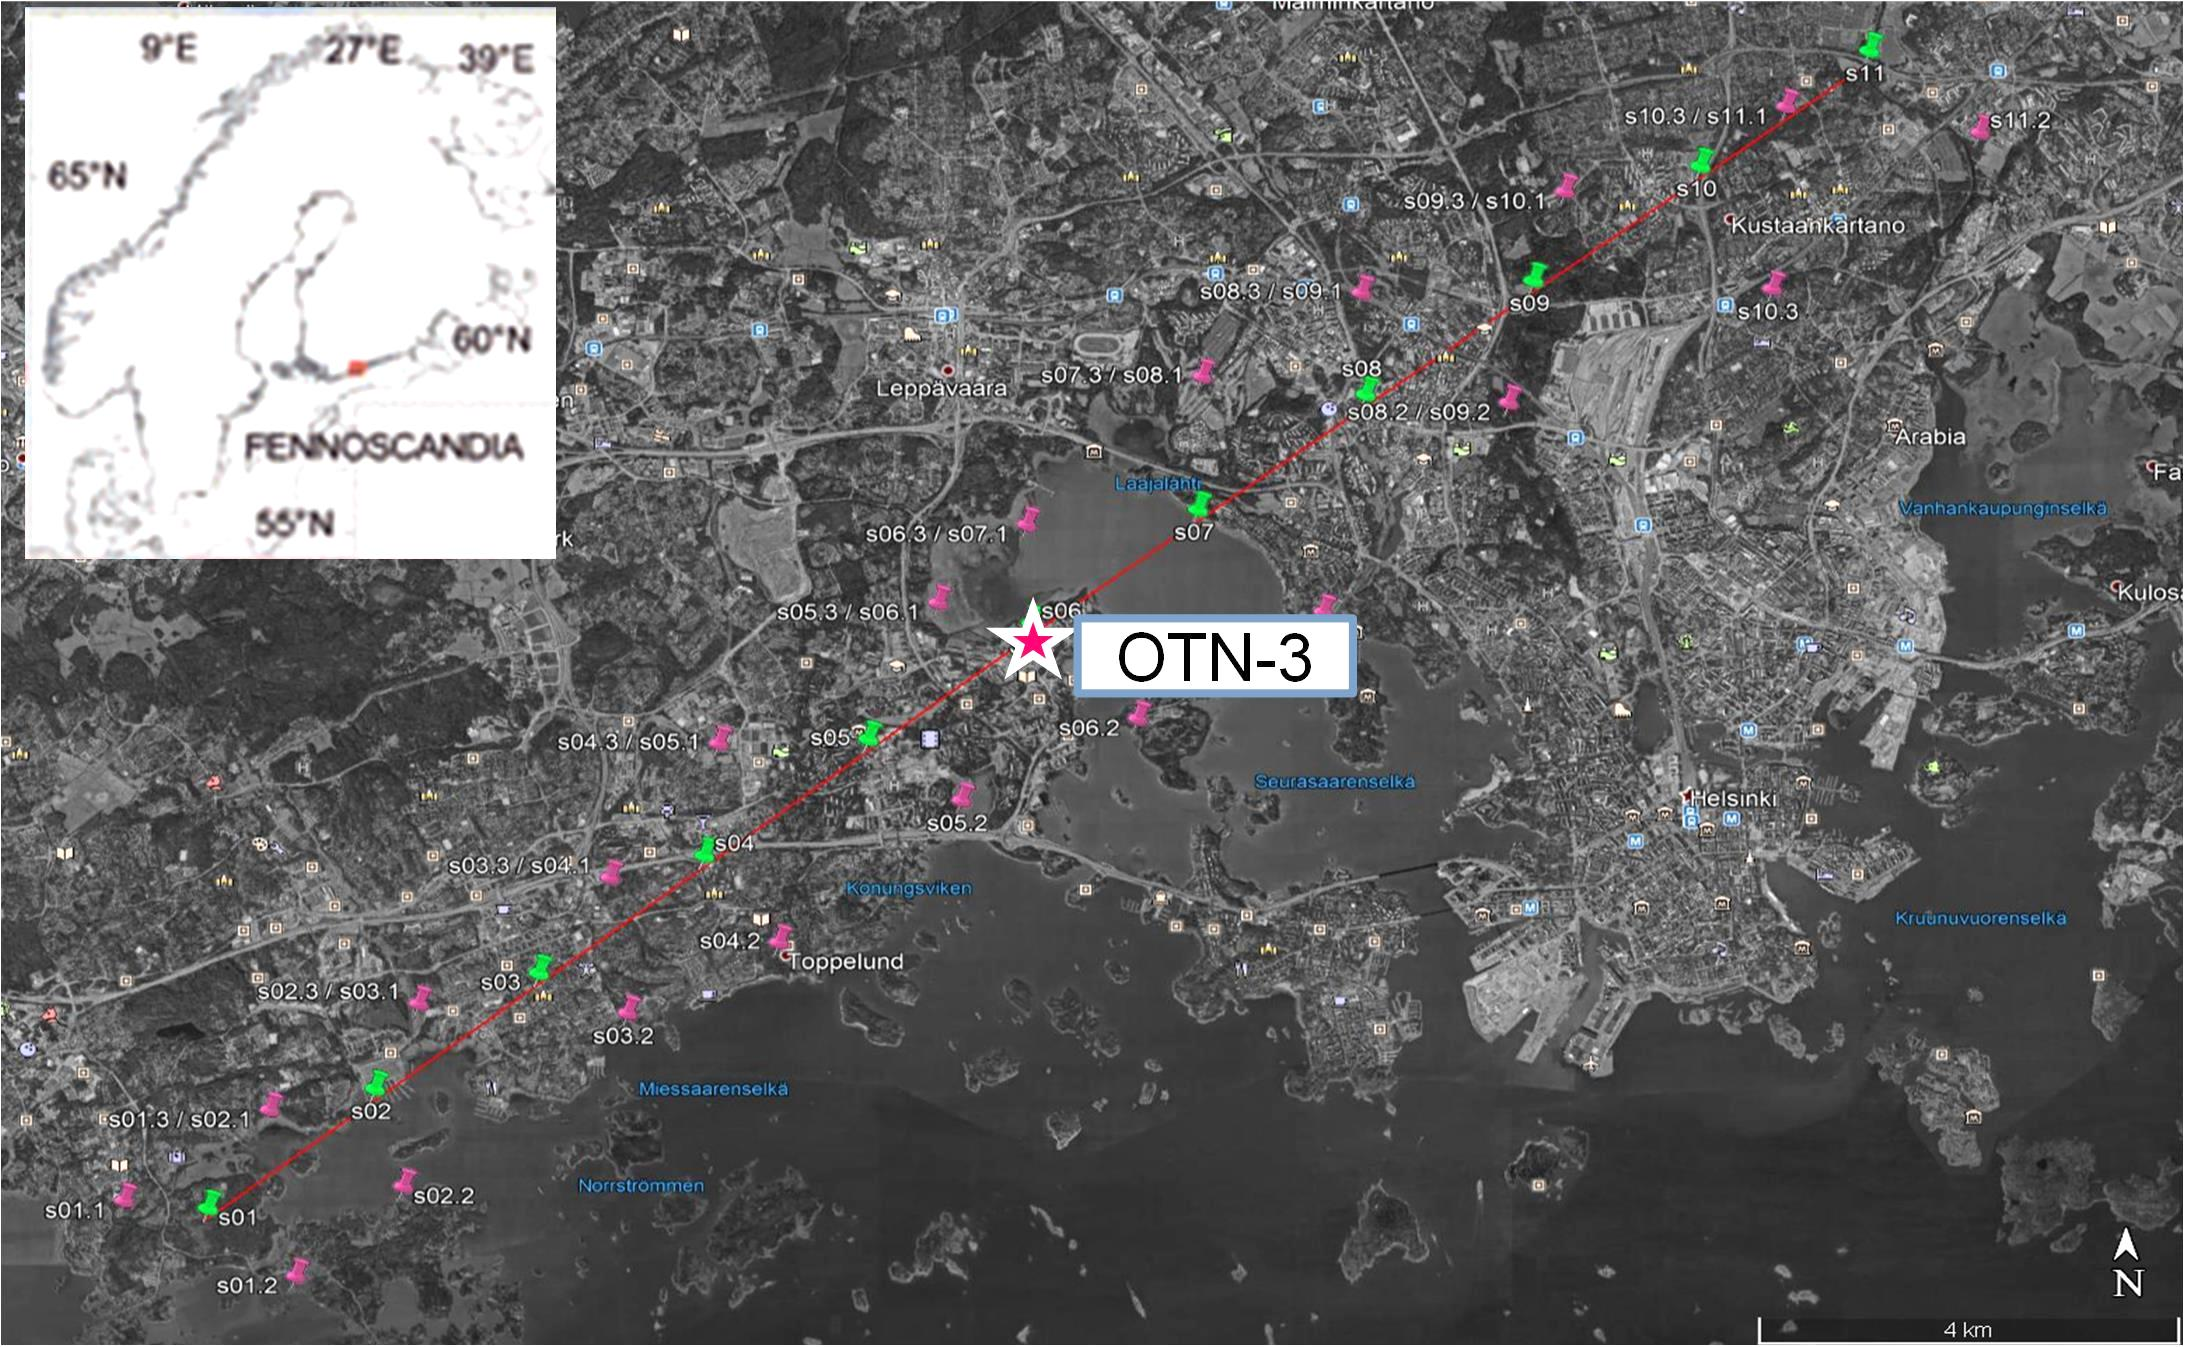 Malminkartano
9°E
27°E
39°E
65°N
60°N
FENNOSCANDIA
55°N
s11
s10.3 / s11.1
s11.2
s10
s09.3 / s10.1
Kustaankartano
s08.3 / s09.1
s09
s10.3
s07.3 / s08.1
s08
Leppävaara
en
s08.2 / s09.2
Arabia
Fa
Laajalahti
Vanhankaupunginselkä
s06.3 / s07.1
s07
rk
Kulosa
s05.3 / s06.1
s06
OTN-3
s06.2
s04.3 / s05.1
s05
Seurasaarenselkä
Helsinki
s05.2
s04
s03.3 / s04.1
Konungsviken
Kruunuvuorenselkä
s04.2
Toppelund
s03
s02.3 / s03.1
s03.2
Miessaarenselkä
s02
s01.3 / s02.1
Norrströmmen
s02.2
s01.1
s01
s01.2
N
4 km